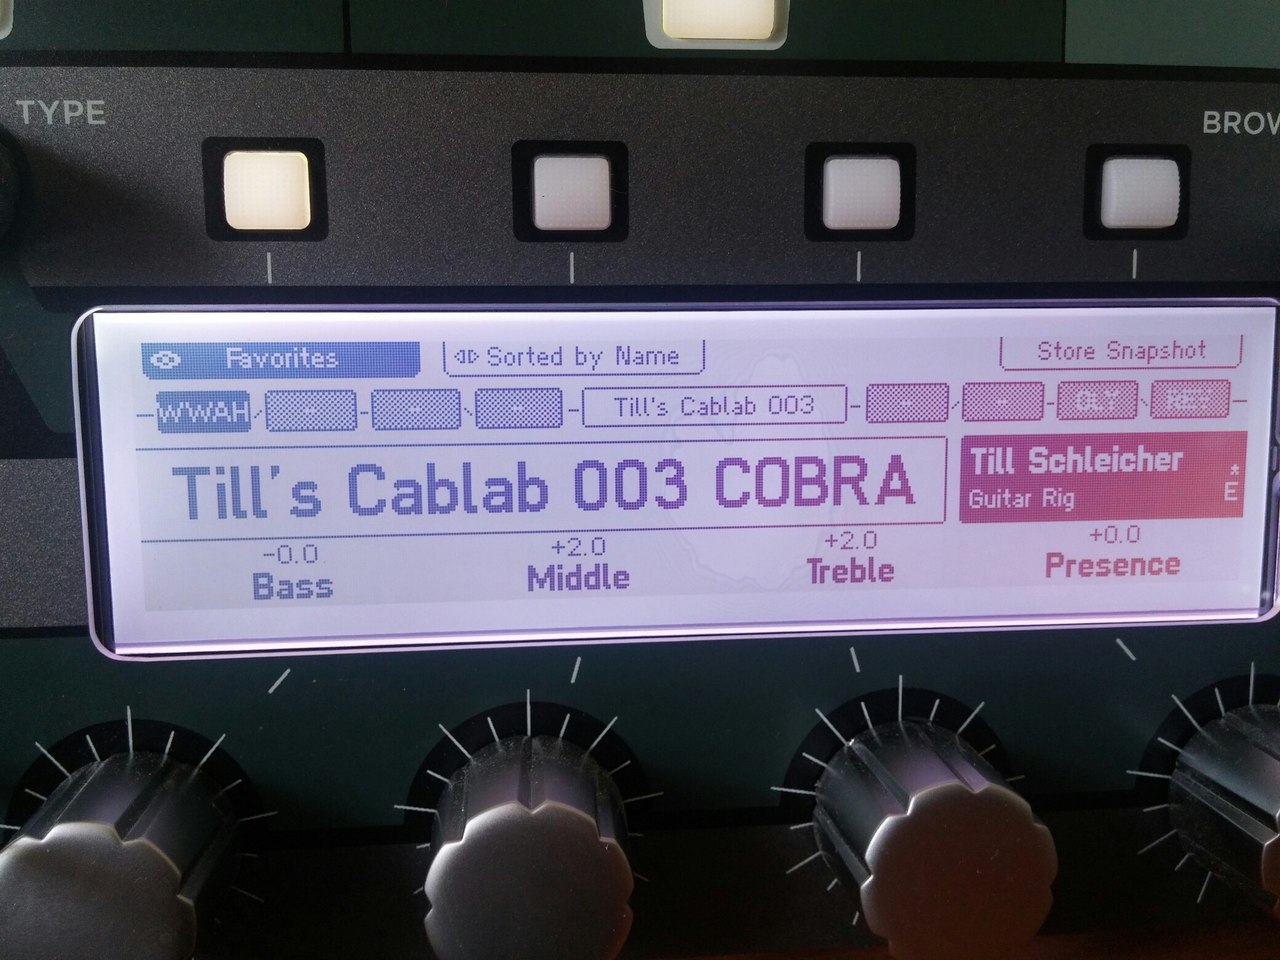 TYPE
BROW
Favorites
Sorted by Name
Store Snapshot
WWAH
Till's Cablab 003
DLY
Till's Cablab 003 COBRA
Till Schleicher
Guitar Rig
*
E
-0.0
+2.0
+2.0
+0.0
Bass
Middle
Treble
Presence